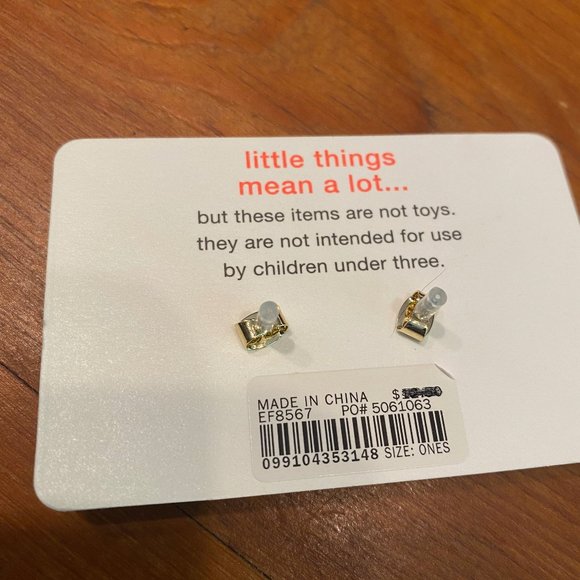 little things
mean a lot...
but these items are not toys.
they are not intended for use
by children under three.
MADE IN CHINA $
EF8567 PO# 5061063
099104353148 SIZE: ONES